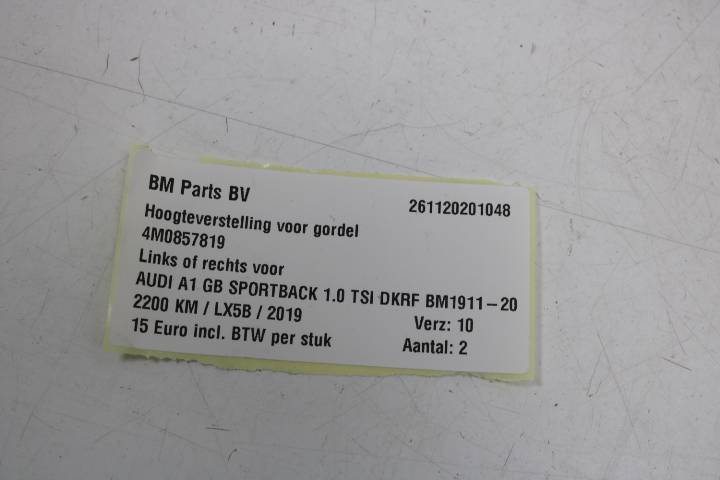 BM Parts BV 261120201048
Hoogteverstelling voor gordel
4M0857819
Links of rechts voor
AUDI A1 GB SPORTBACK 1.0 TSI DKRF BM1911-20
2200 KM / LX5B / 2019 Verz: 10
15 Euro incl. BTW per stuk Aantal: 2